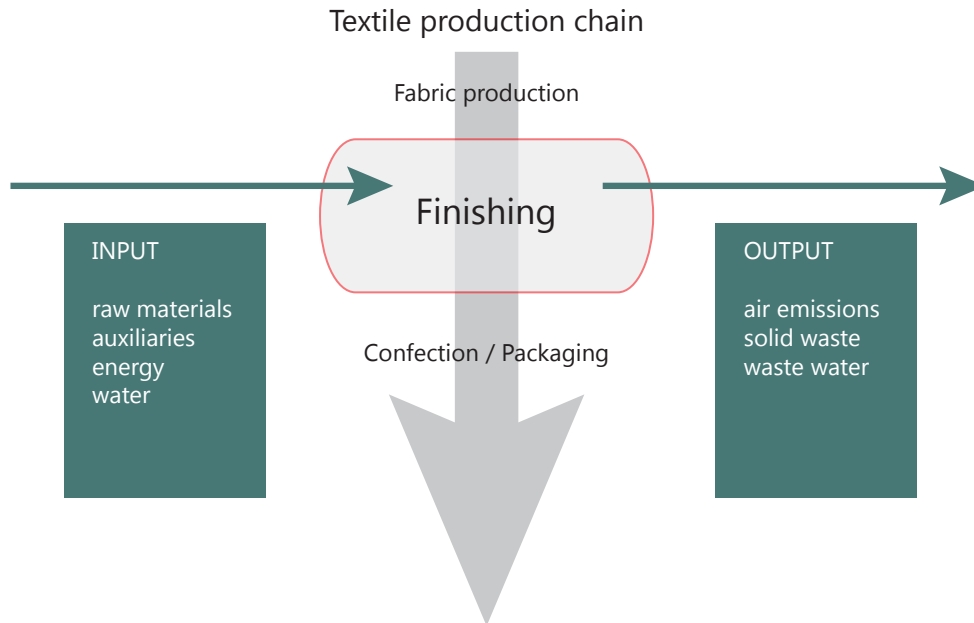 Textile production chain
Fabric production
Finishing
INPUT
raw materials
auxiliaries
energy
water
OUTPUT
air emissions
solid waste
waste water
Confection / Packaging